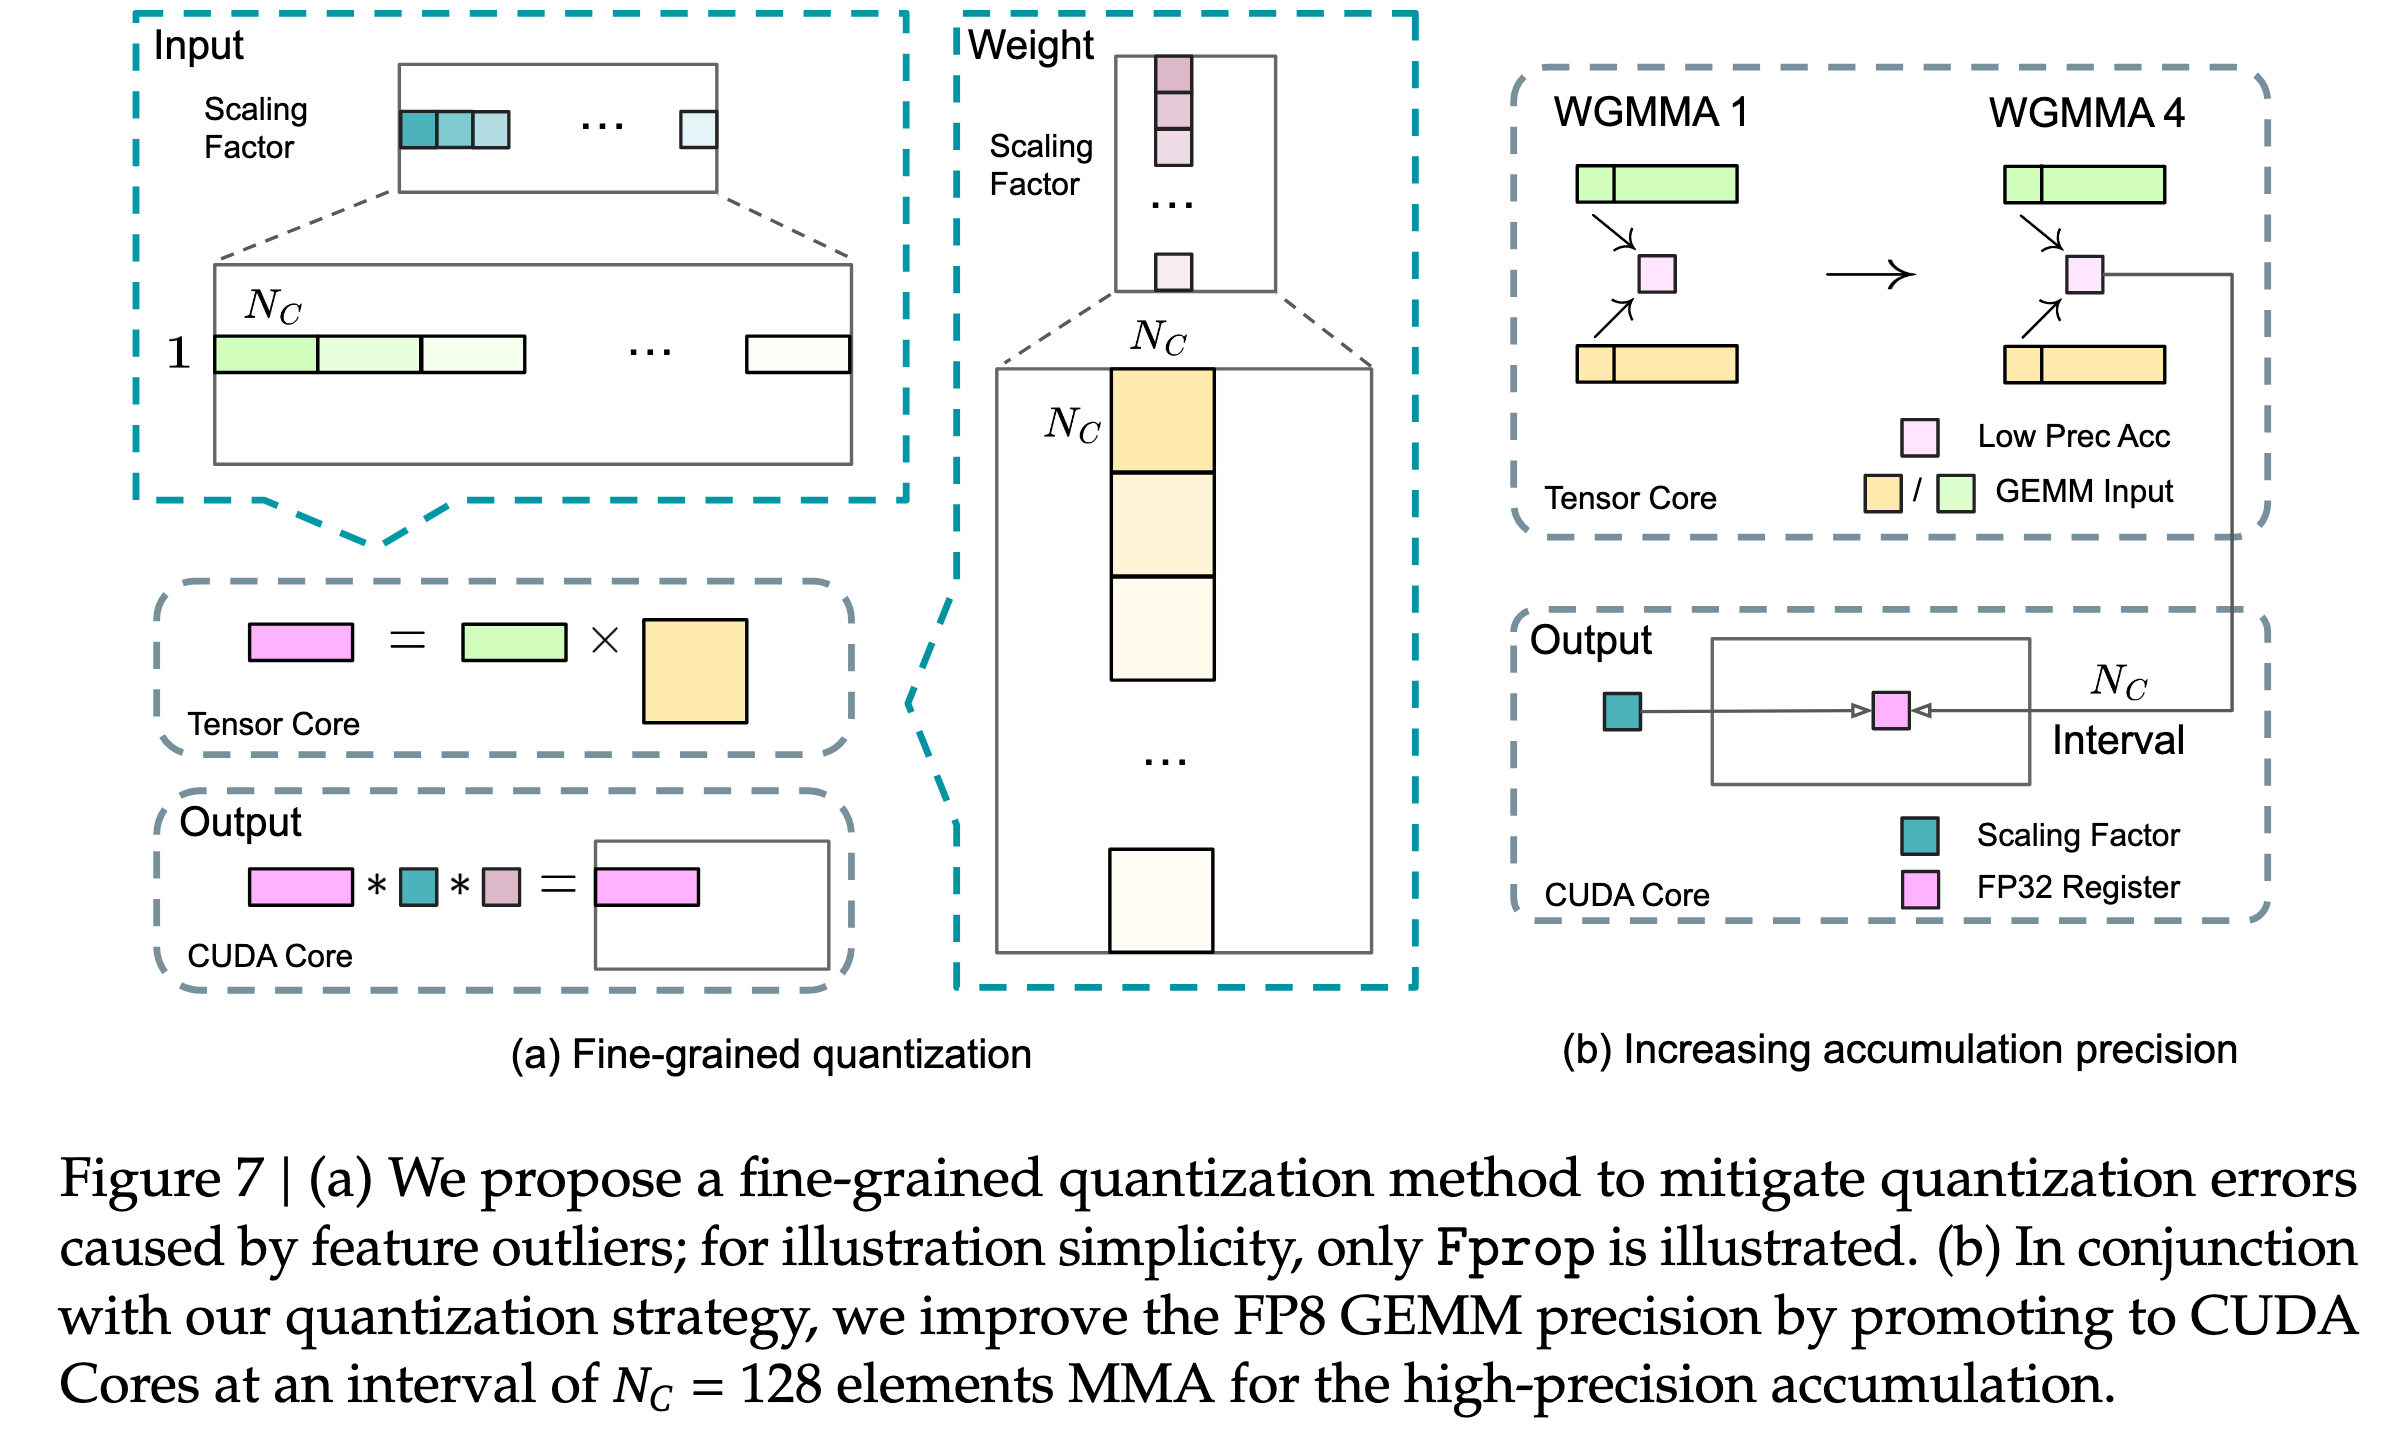 Input
Scaling
Factor
...
N_C
1
...
= ×
Tensor Core
Output
* * =
CUDA Core
Weight
Scaling
Factor
...
N_C
N_C
...
(a) Fine-grained quantization
WGMMA 1
WGMMA 4
Low Prec Acc
/ GEMM Input
Tensor Core
Output
N_C
Interval
Scaling Factor
FP32 Register
CUDA Core
(b) Increasing accumulation precision
Figure 7 | (a) We propose a fine-grained quantization method to mitigate quantization errors
caused by feature outliers; for illustration simplicity, only Fprop is illustrated. (b) In conjunction
with our quantization strategy, we improve the FP8 GEMM precision by promoting to CUDA
Cores at an interval of N_C = 128 elements MMA for the high-precision accumulation.